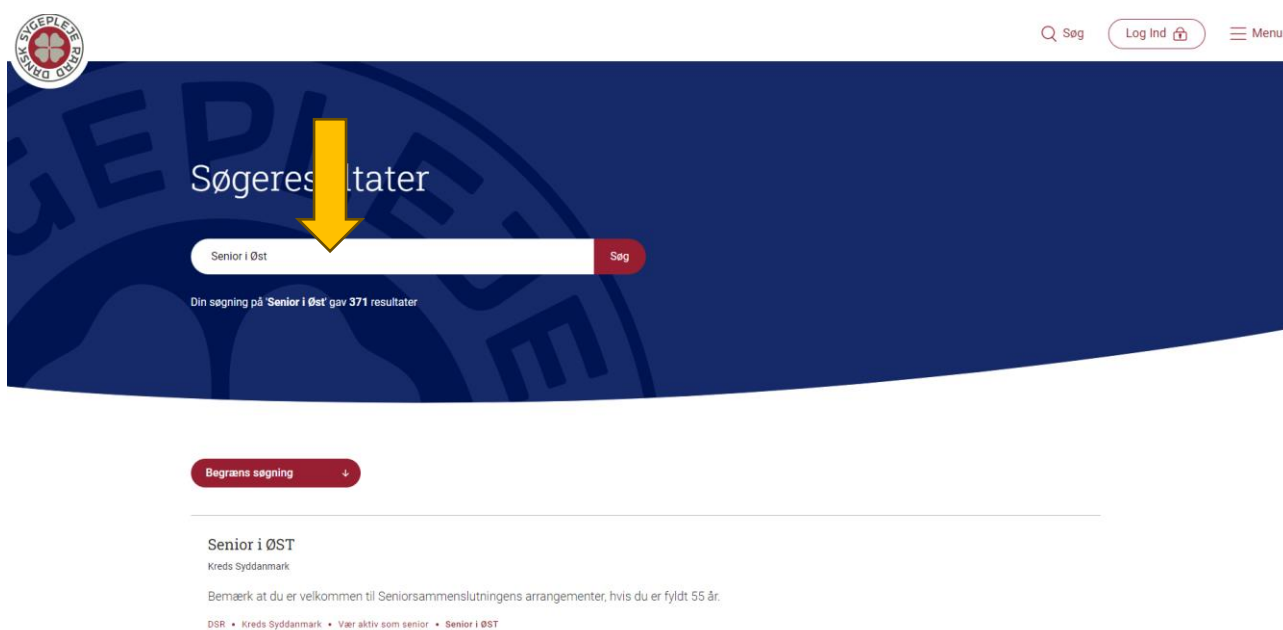 DANSK SYGEPLEJE RÅD
Søg
Log Ind
Menu
SYGEPLEJE
Senior i Øst
Søg
Din søgning på 'Senior i Øst' gav 371 resultater
Begræns søgning
Senior i ØST
Kreds Syddanmark
Bemærk at du er velkommen til Seniorsammenslutningens arrangementer, hvis du er fyldt 55 år.
DSR • Kreds Syddanmark • Vær aktiv som senior • Senior i ØST